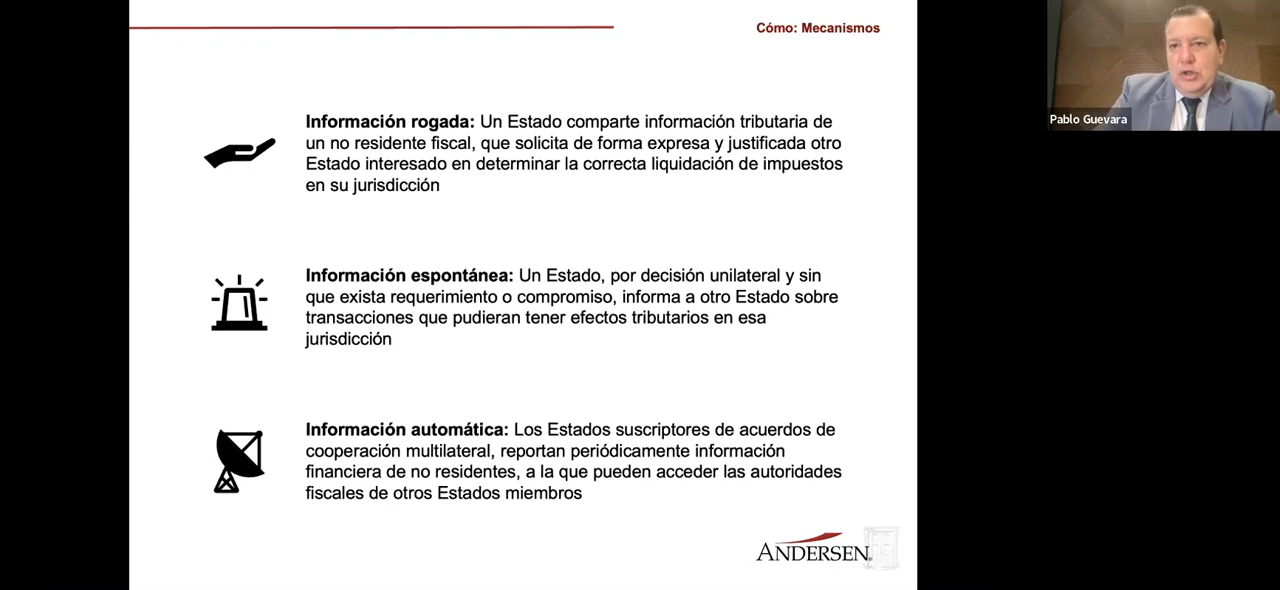 Cómo: Mecanismos
Información rogada: Un Estado comparte información tributaria de
un no residente fiscal, que solicita de forma expresa y justificada otro
Estado interesado en determinar la correcta liquidación de impuestos
en su jurisdicción
Información espontánea: Un Estado, por decisión unilateral y sin
que exista requerimiento o compromiso, informa a otro Estado sobre
transacciones que pudieran tener efectos tributarios en esa
jurisdicción
Información automática: Los Estados suscriptores de acuerdos de
cooperación multilateral, reportan periódicamente información
financiera de no residentes, a la que pueden acceder las autoridades
fiscales de otros Estados miembros
ANDERSEN®
Pablo Guevara